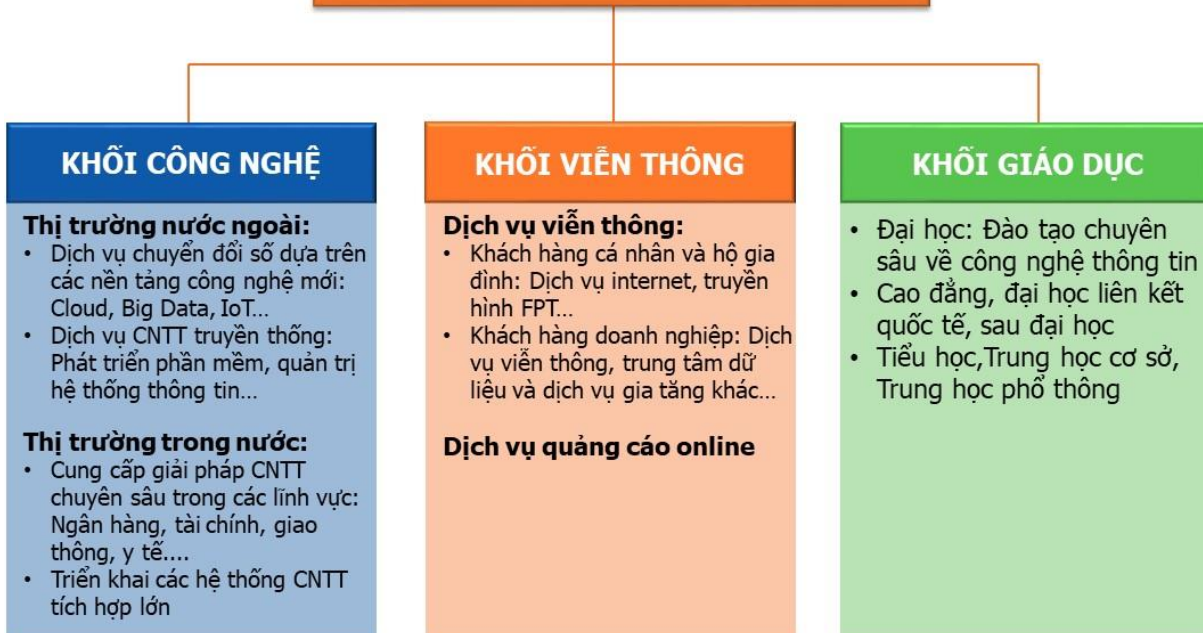 KHỐI CÔNG NGHỆ
Thị trường nước ngoài:
• Dịch vụ chuyển đổi số dựa trên
các nền tảng công nghệ mới:
Cloud, Big Data, IoT...
• Dịch vụ CNTT truyền thống:
Phát triển phần mềm, quản trị
hệ thống thông tin...
Thị trường trong nước:
• Cung cấp giải pháp CNTT
chuyên sâu trong các lĩnh vực:
Ngân hàng, tài chính, giao
thông, y tế....
• Triển khai các hệ thống CNTT
tích hợp lớn
KHỐI VIỄN THÔNG
Dịch vụ viễn thông:
• Khách hàng cá nhân và hộ gia
đình: Dịch vụ internet, truyền
hình FPT...
• Khách hàng doanh nghiệp: Dịch
vụ viễn thông, trung tâm dữ
liệu và dịch vụ gia tăng khác...
Dịch vụ quảng cáo online
KHỐI GIÁO DỤC
• Đại học: Đào tạo chuyên
sâu về công nghệ thông tin
• Cao đẳng, đại học liên kết
quốc tế, sau đại học
• Tiểu học,Trung học cơ sở,
Trung học phổ thông